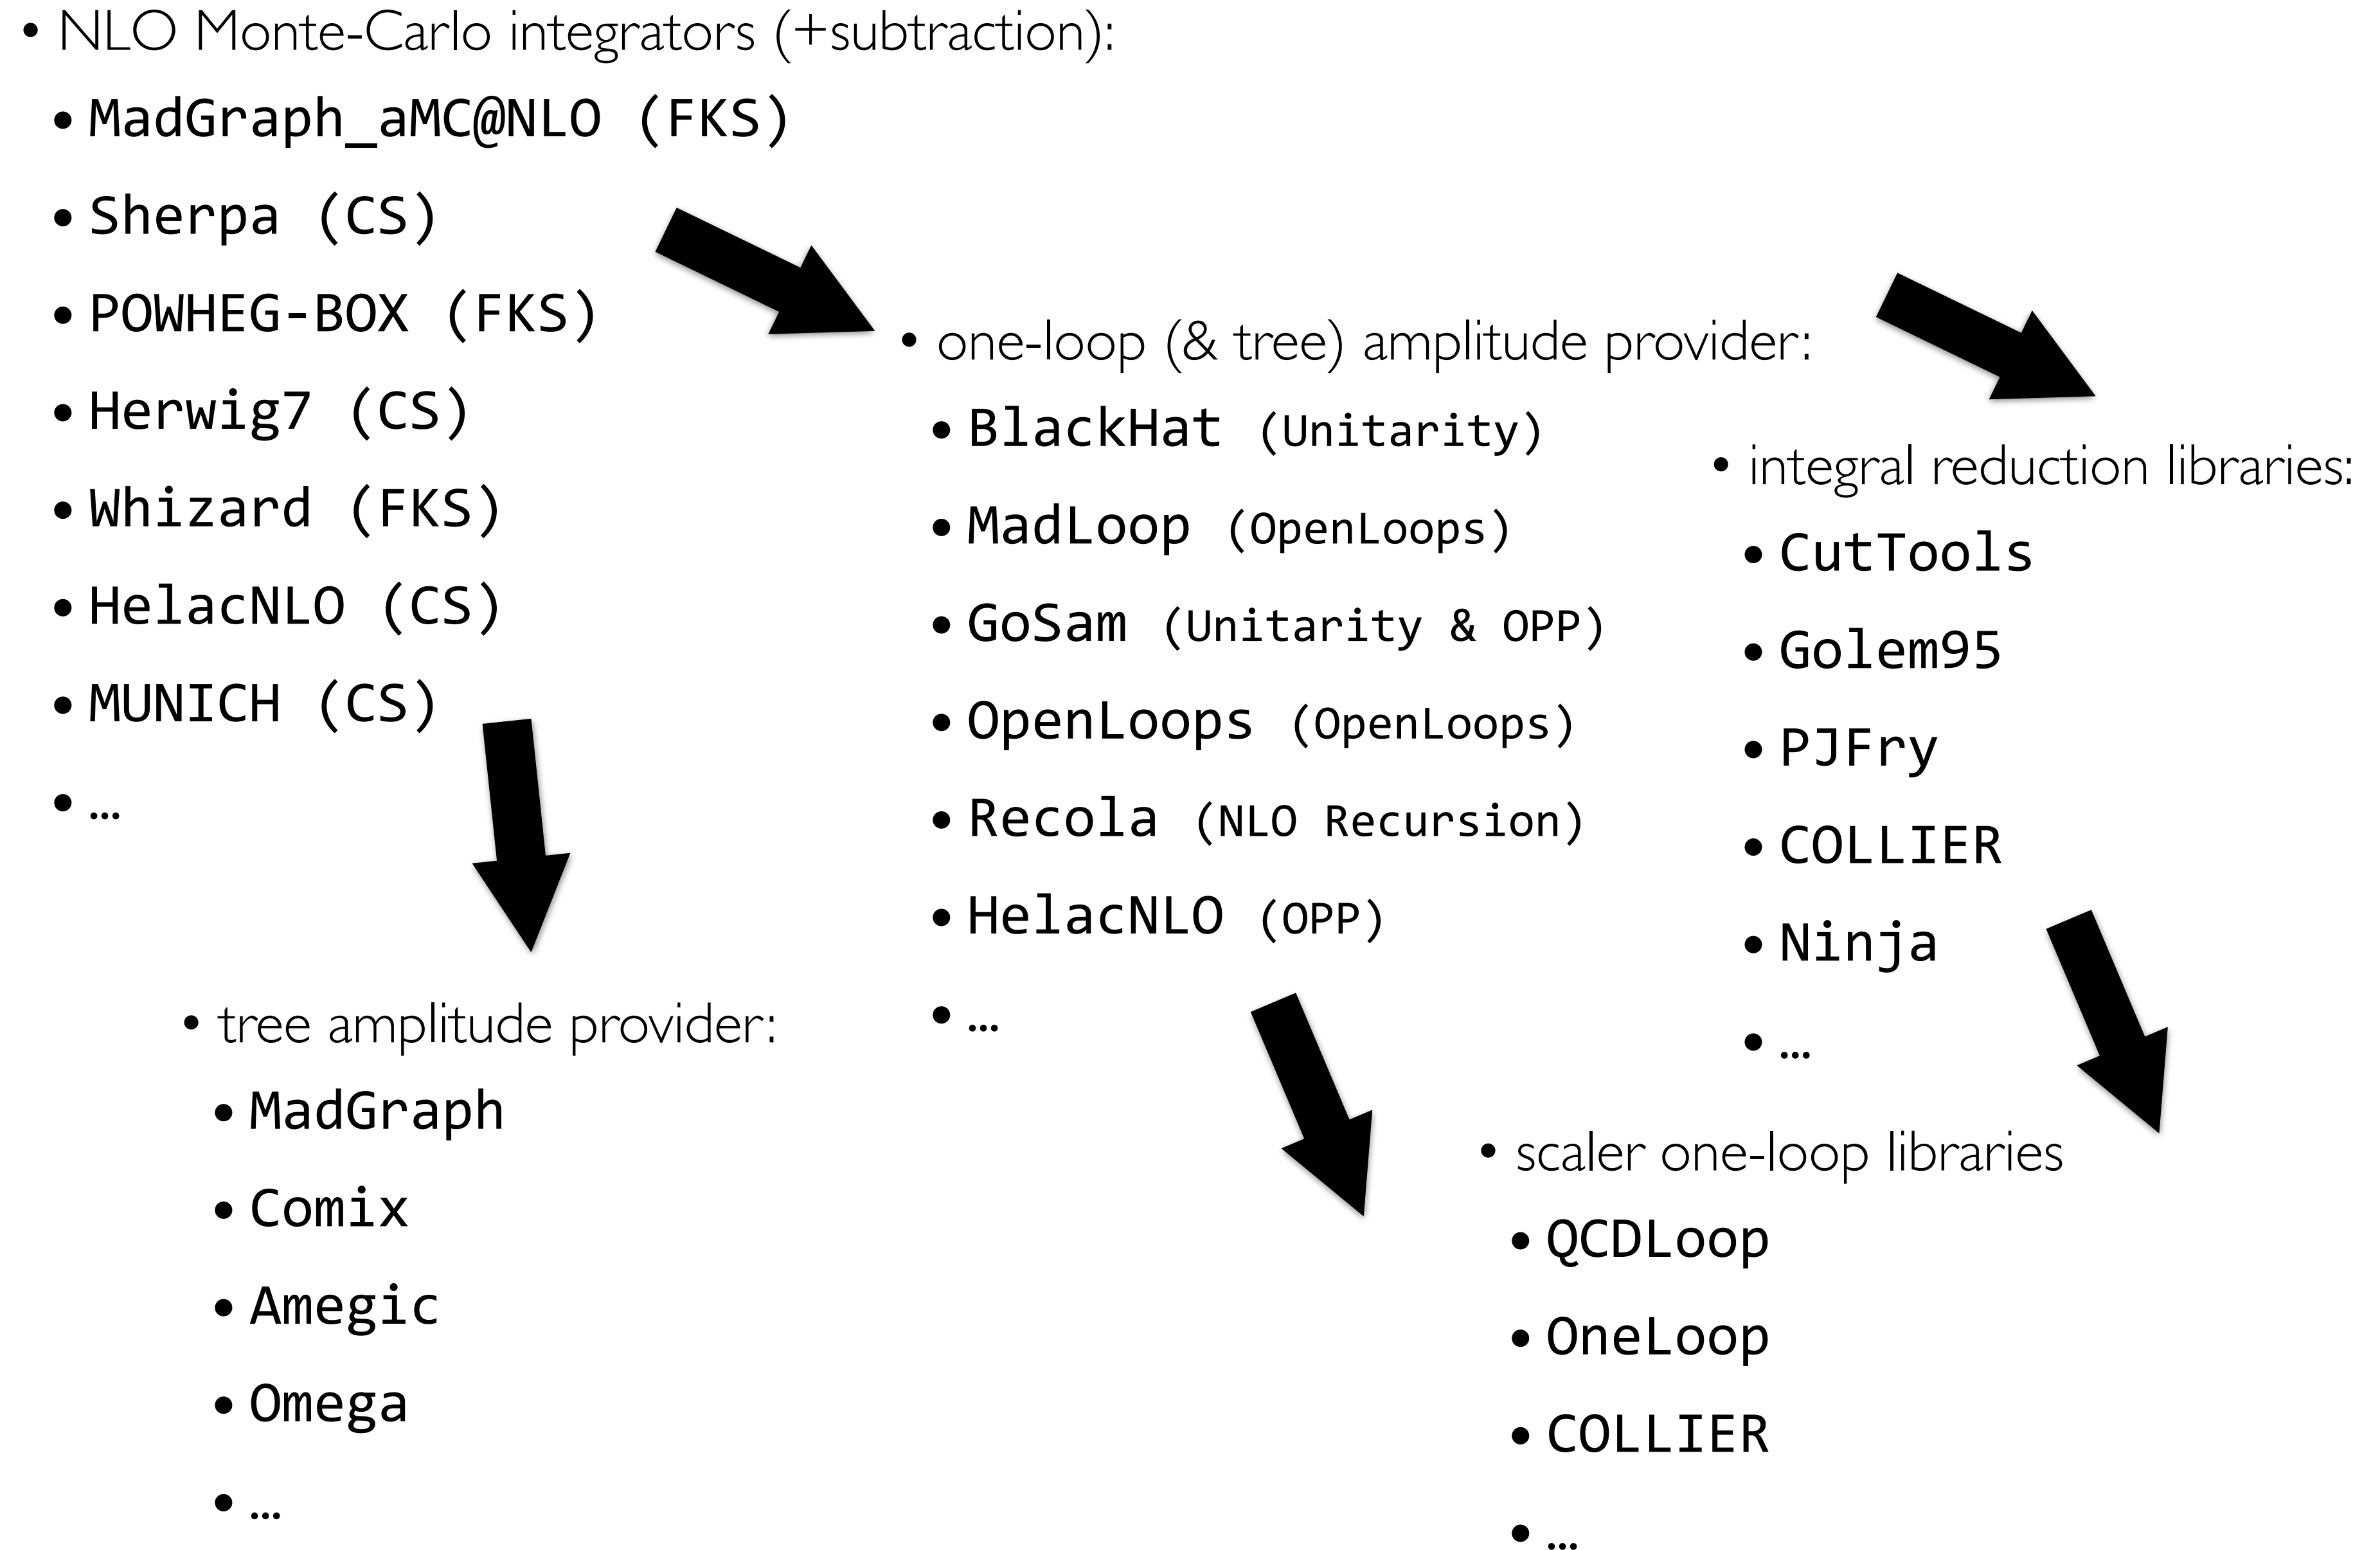 • NLO Monte-Carlo integrators (+subtraction):
• MadGraph_aMC@NLO (FKS)
• Sherpa (CS)
• POWHEG-BOX (FKS)
• Herwig7 (CS)
• Whizard (FKS)
• HelacNLO (CS)
• MUNICH (CS)
• …
• tree amplitude provider:
• MadGraph
• Comix
• Amegic
• Omega
• …
• one-loop (& tree) amplitude provider:
• BlackHat (Unitarity)
• MadLoop (OpenLoops)
• GoSam (Unitarity & OPP)
• OpenLoops (OpenLoops)
• Recola (NLO Recursion)
• HelacNLO (OPP)
• …
• integral reduction libraries:
• CutTools
• Golem95
• PJFry
• COLLIER
• Ninja
• …
• scaler one-loop libraries
• QCDLoop
• OneLoop
• COLLIER
• …